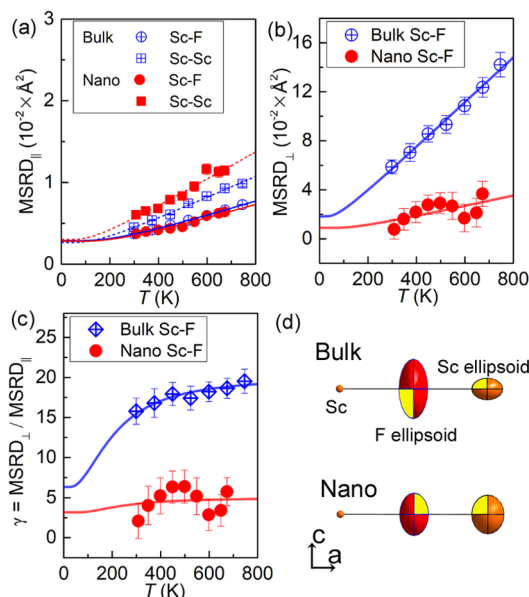 (a)
Bulk
Sc-F
Sc-Sc
Nano
Sc-F
Sc-Sc
MSRD∥ (10⁻² × Å²)
3
2
1
0
0 200 400 600 800
T (K)
(b)
Bulk Sc-F
Nano Sc-F
MSRD⊥ (10⁻² × Å²)
16
12
8
4
0
0 200 400 600 800
T (K)
(c)
Bulk Sc-F
Nano Sc-F
γ = MSRD⊥ / MSRD∥
25
20
15
10
5
0
0 200 400 600 800
T (K)
(d)
Bulk
Sc ellipsoid
Sc
F ellipsoid
Nano
c
a